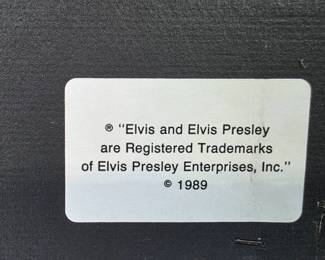 ® "Elvis and Elvis Presley
are Registered Trademarks
of Elvis Presley Enterprises, Inc."
© 1989